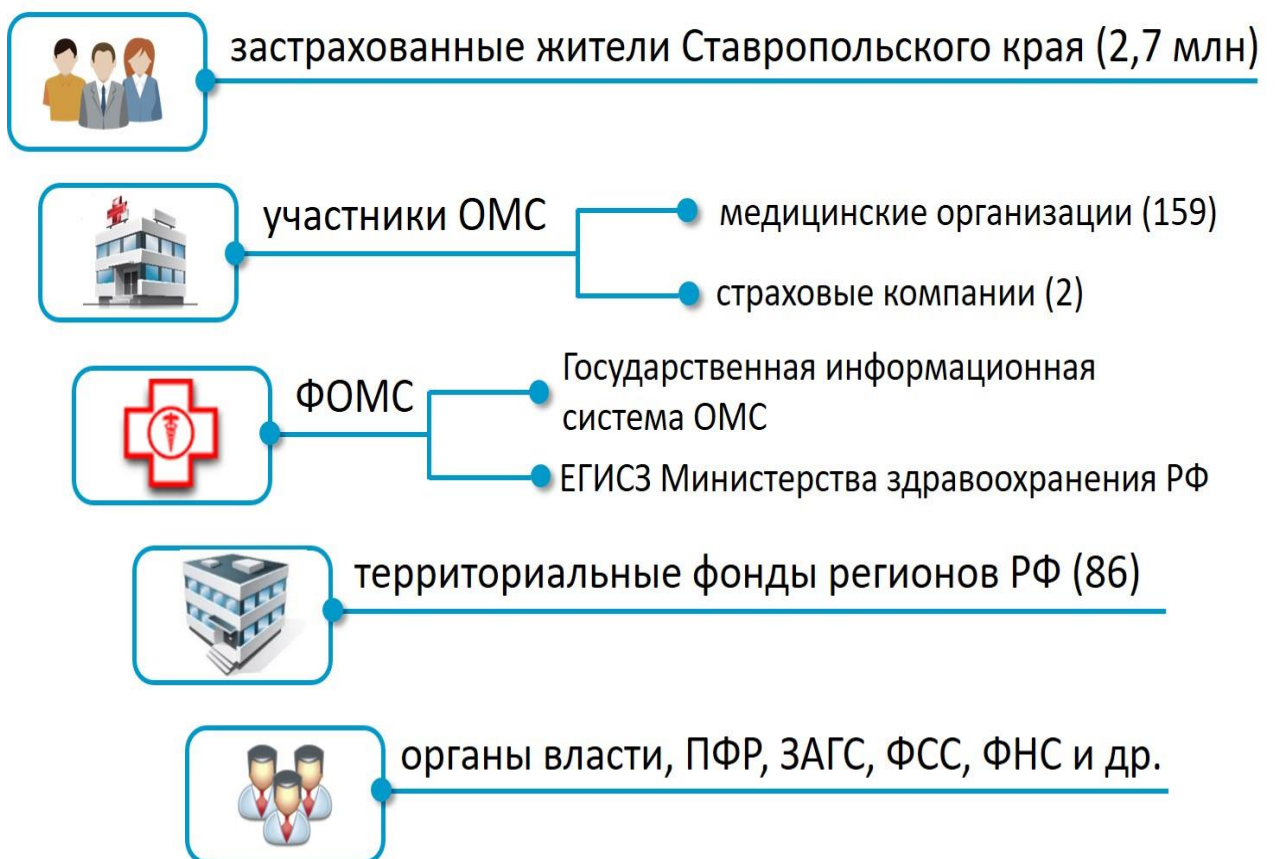 застрахованные жители Ставропольского края (2,7 млн)
участники ОМС
медицинские организации (159)
страховые компании (2)
ФОМС
Государственная информационная
система ОМС
ЕГИСЗ Министерства здравоохранения РФ
территориальные фонды регионов РФ (86)
органы власти, ПФР, ЗАГС, ФСС, ФНС и др.